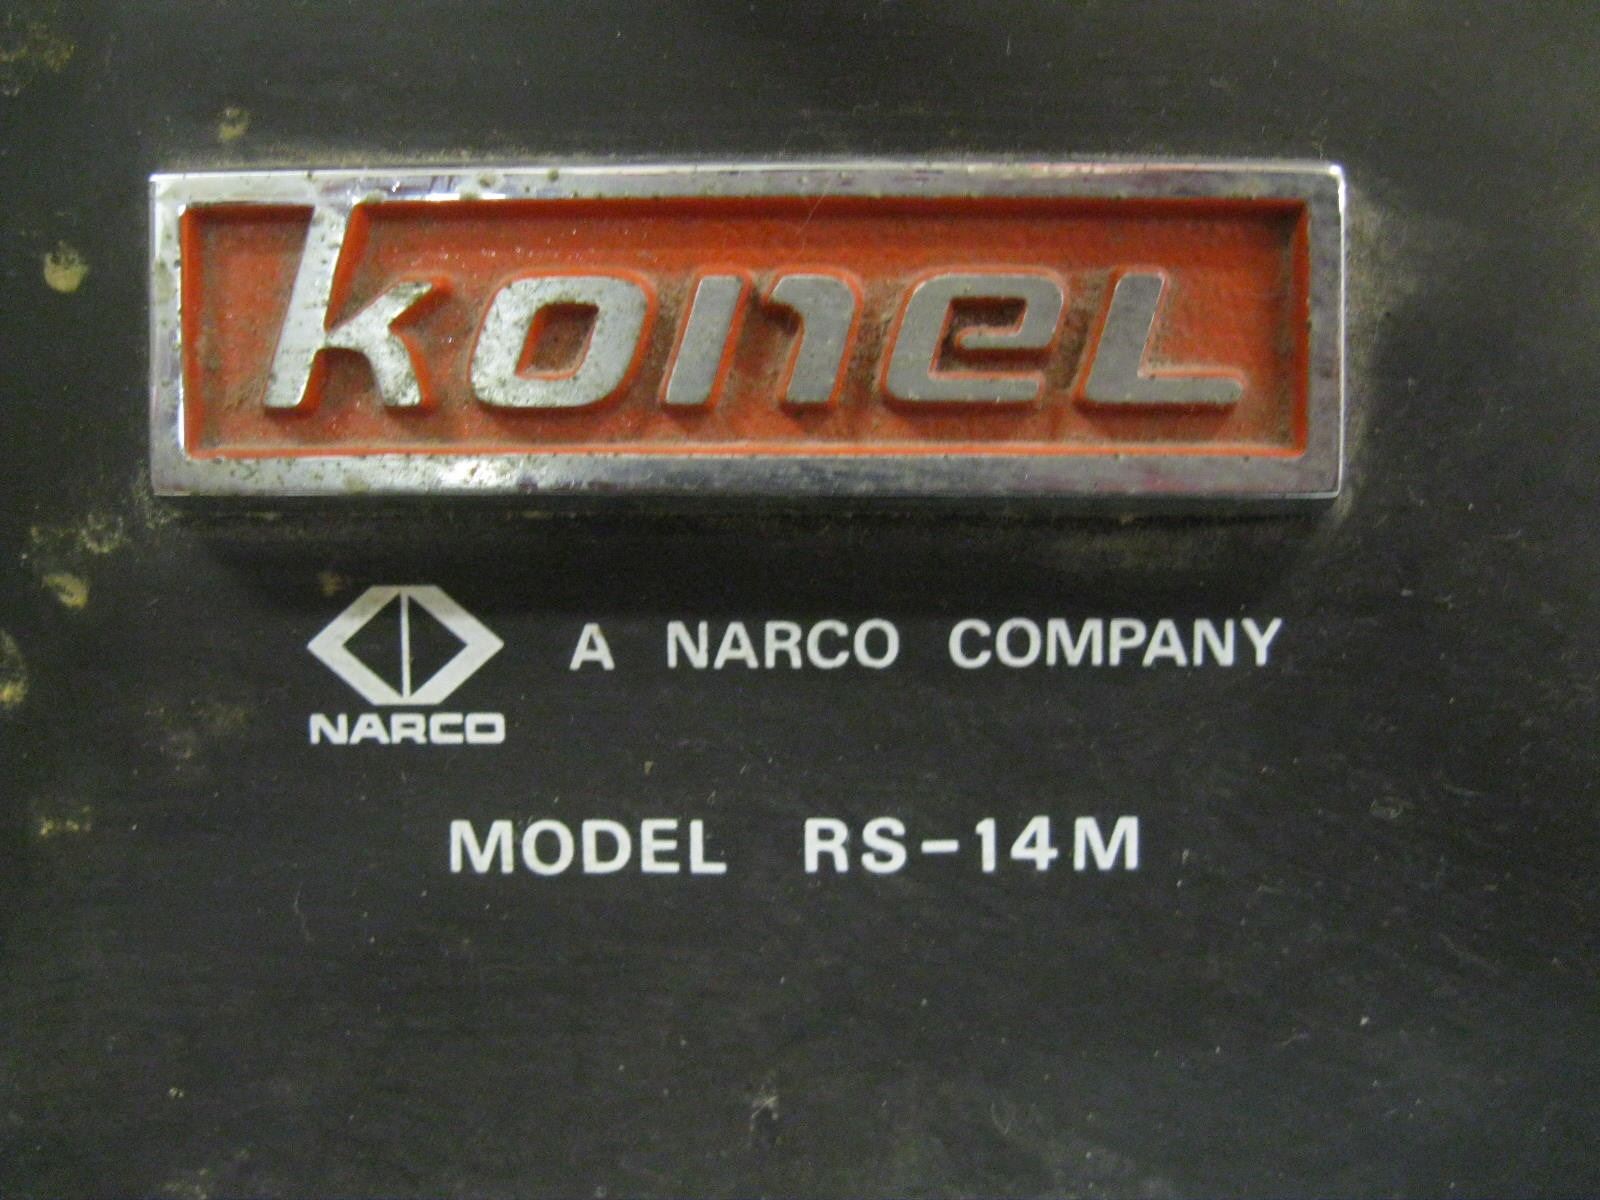 konel
A NARCO COMPANY
NARCO
MODEL RS-14M